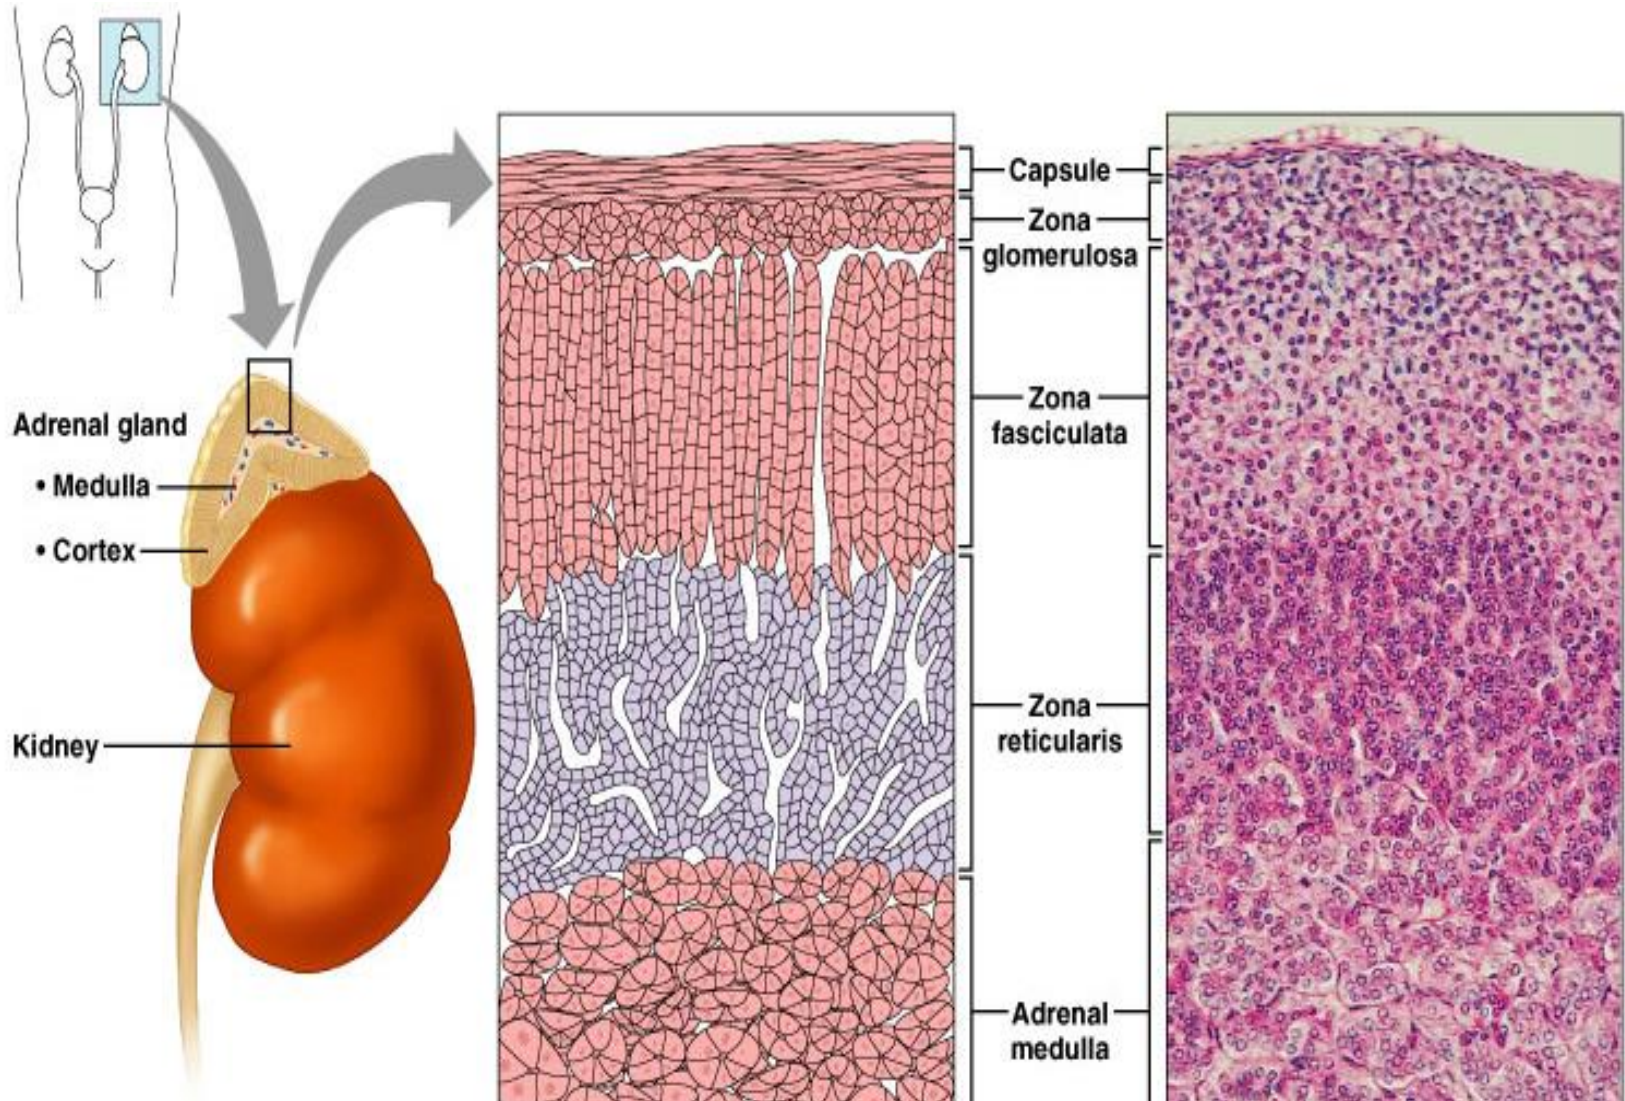 Adrenal gland
• Medulla
• Cortex
Kidney
Capsule
Zona
glomerulosa
Zona
fasciculata
Zona
reticularis
Adrenal
medulla